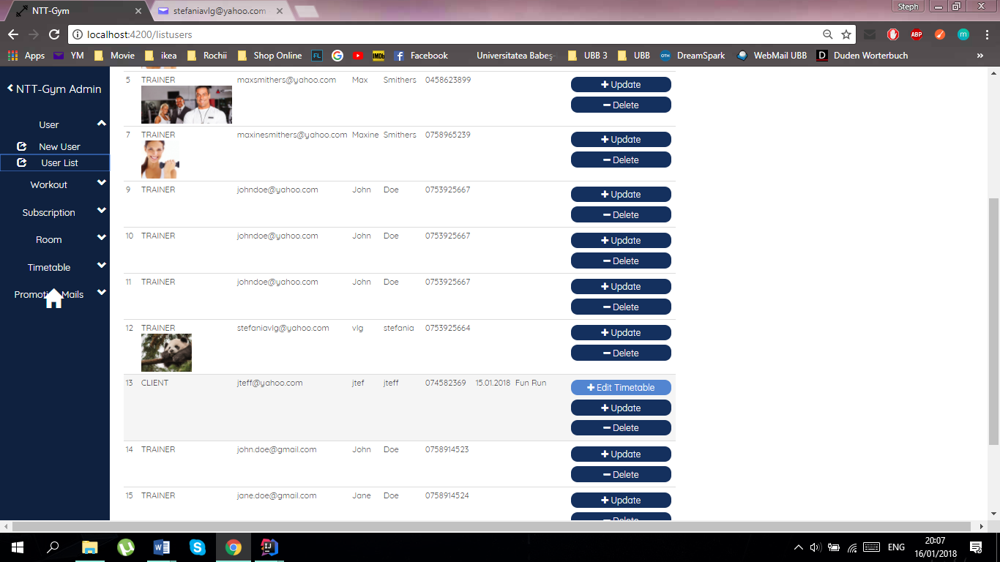 NTT-Gym
stefaniavlg@yahoo.com
Steph
localhost:4200/listusers
ABP
m
Apps YM Movie ikea Rochii Shop Online FL G IMDb Facebook Universitatea Babeș- UBB 3 UBB OTH DreamSpark WebMail UBB D Duden Worterbuch »
NTT-Gym Admin
User
New User
User List
Workout
Subscription
Room
Timetable
Promotion Mails
5 TRAINER maxsmithers@yahoo.com Max Smithers 0458623899
Update
Delete
7 TRAINER maxinesmithers@yahoo.com Maxine Smithers 0758965239
Update
Delete
9 TRAINER johndoe@yahoo.com John Doe 0753925667
Update
Delete
10 TRAINER johndoe@yahoo.com John Doe 0753925667
Update
Delete
11 TRAINER johndoe@yahoo.com John Doe 0753925667
Update
Delete
12 TRAINER stefaniavlg@yahoo.com vlg stefania 0753925664
Update
Delete
13 CLIENT jteff@yahoo.com jtef jteff 074582369 15.01.2018 Fun Run
Edit Timetable
Update
Delete
14 TRAINER john.doe@gmail.com John Doe 0758914523
Update
Delete
15 TRAINER jane.doe@gmail.com Jane Doe 0758914524
Update
Delete
ENG
20:07
16/01/2018